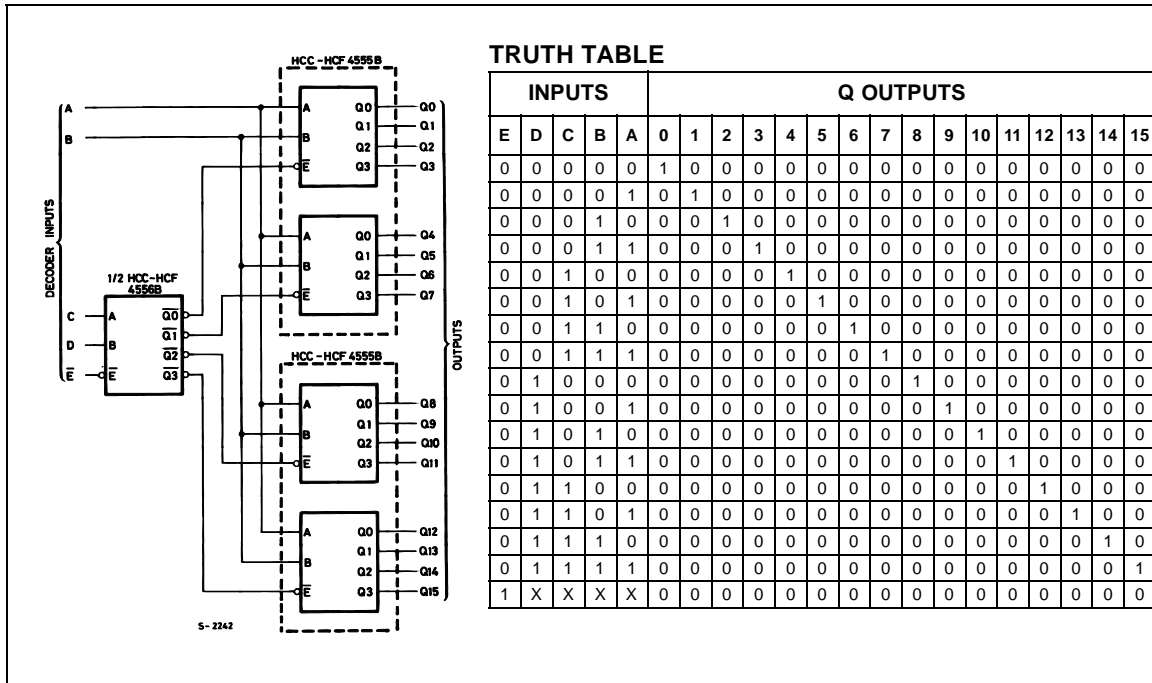 HCC-HCF 4555B
A
B
A Q0 Q0
Q1 Q1
B Q2 Q2
E̅ Q3 Q3
A Q0 Q4
Q1 Q5
B Q2 Q6
E̅ Q3 Q7
DECODER INPUTS
1/2 HCC-HCF
4556B
C A Q̅0̅
Q̅1̅
D B Q̅2̅
E̅ E̅ Q̅3̅
OUTPUTS
HCC-HCF 4555B
A Q0 Q8
Q1 Q9
B Q2 Q10
E̅ Q3 Q11
A Q0 Q12
Q1 Q13
B Q2 Q14
E̅ Q3 Q15
S-2242
TRUTH TABLE
INPUTS Q OUTPUTS
E D C B A 0 1 2 3 4 5 6 7 8 9 10 11 12 13 14 15
0 0 0 0 0 1 0 0 0 0 0 0 0 0 0 0 0 0 0 0 0
0 0 0 0 1 0 1 0 0 0 0 0 0 0 0 0 0 0 0 0 0
0 0 0 1 0 0 0 1 0 0 0 0 0 0 0 0 0 0 0 0 0
0 0 0 1 1 0 0 0 1 0 0 0 0 0 0 0 0 0 0 0 0
0 0 1 0 0 0 0 0 0 1 0 0 0 0 0 0 0 0 0 0 0
0 0 1 0 1 0 0 0 0 0 1 0 0 0 0 0 0 0 0 0 0
0 0 1 1 0 0 0 0 0 0 0 1 0 0 0 0 0 0 0 0 0
0 0 1 1 1 0 0 0 0 0 0 0 1 0 0 0 0 0 0 0 0
0 1 0 0 0 0 0 0 0 0 0 0 0 1 0 0 0 0 0 0 0
0 1 0 0 1 0 0 0 0 0 0 0 0 0 1 0 0 0 0 0 0
0 1 0 1 0 0 0 0 0 0 0 0 0 0 0 1 0 0 0 0 0
0 1 0 1 1 0 0 0 0 0 0 0 0 0 0 0 1 0 0 0 0
0 1 1 0 0 0 0 0 0 0 0 0 0 0 0 0 0 1 0 0 0
0 1 1 0 1 0 0 0 0 0 0 0 0 0 0 0 0 0 1 0 0
0 1 1 1 0 0 0 0 0 0 0 0 0 0 0 0 0 0 0 1 0
0 1 1 1 1 0 0 0 0 0 0 0 0 0 0 0 0 0 0 0 1
1 X X X X 0 0 0 0 0 0 0 0 0 0 0 0 0 0 0 0